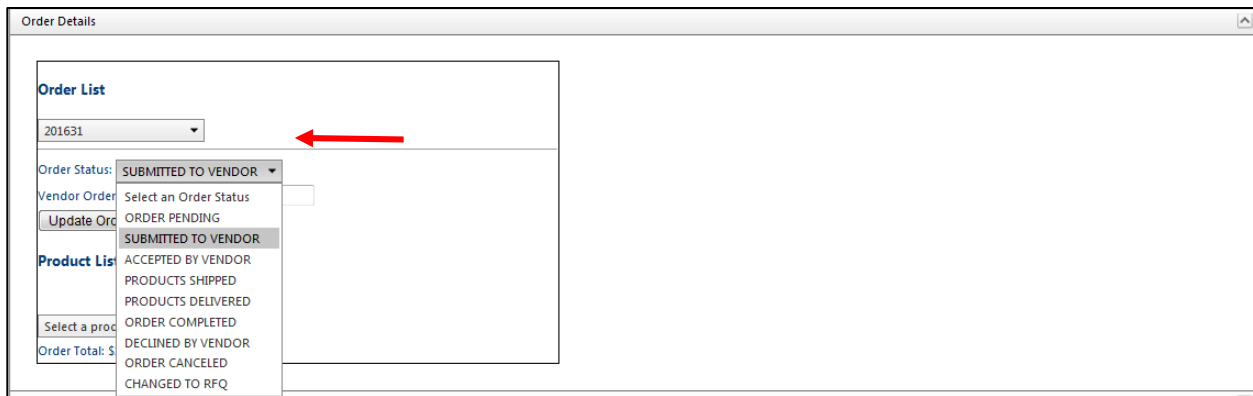 Order Details
Order List
201631
Order Status: SUBMITTED TO VENDOR
Vendor Order
Select an Order Status
Update Ord
ORDER PENDING
SUBMITTED TO VENDOR
Product List
ACCEPTED BY VENDOR
PRODUCTS SHIPPED
PRODUCTS DELIVERED
Select a prod
ORDER COMPLETED
DECLINED BY VENDOR
Order Total: $
ORDER CANCELED
CHANGED TO RFQ